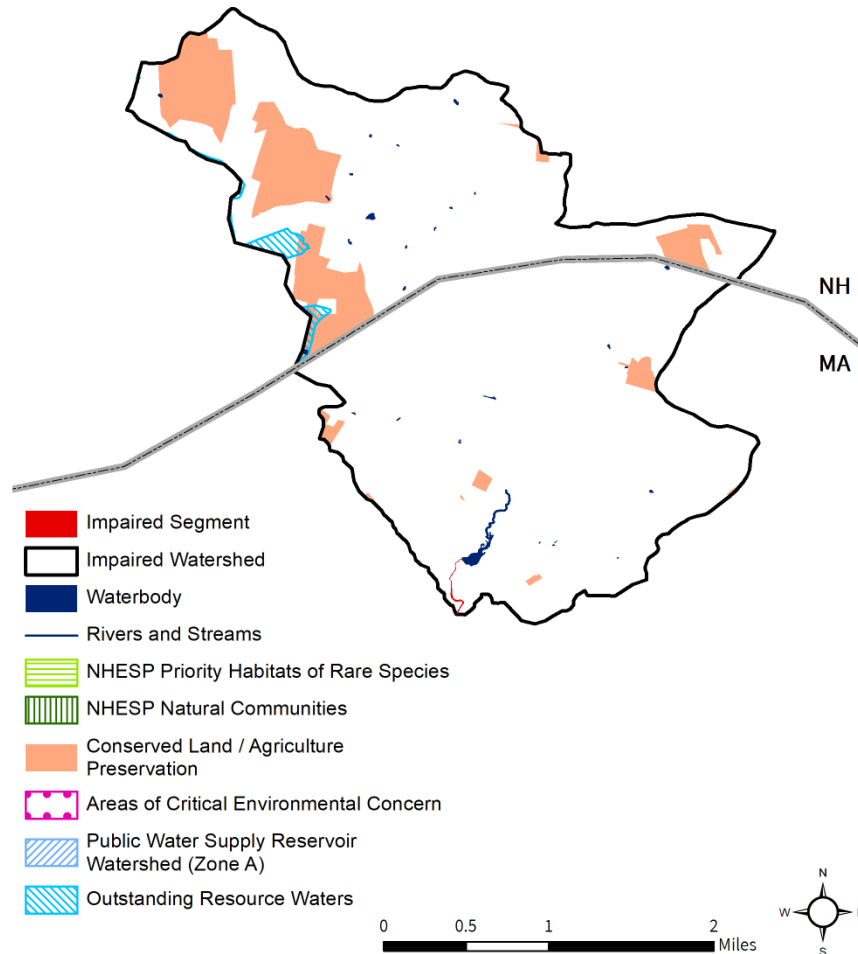 NH
MA
Impaired Segment
Impaired Watershed
Waterbody
Rivers and Streams
NHESP Priority Habitats of Rare Species
NHESP Natural Communities
Conserved Land / Agriculture
Preservation
Areas of Critical Environmental Concern
Public Water Supply Reservoir
Watershed (Zone A)
Outstanding Resource Waters
N
W
S
0 0.5 1 2
Miles